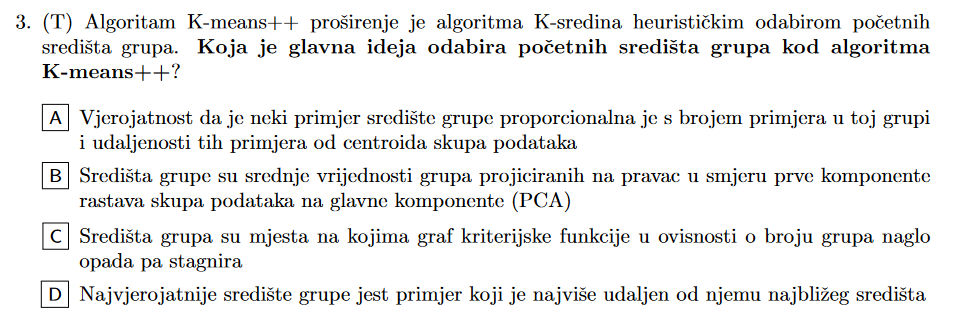 3. (T) Algoritam K-means++ proširenje je algoritma K-sredina heurističkim odabirom početnih
središta grupa. Koja je glavna ideja odabira početnih središta grupa kod algoritma
K-means++?
A Vjerojatnost da je neki primjer središte grupe proporcionalna je s brojem primjera u toj grupi
i udaljenosti tih primjera od centroida skupa podataka
B Središta grupe su srednje vrijednosti grupa projiciranih na pravac u smjeru prve komponente
rastava skupa podataka na glavne komponente (PCA)
C Središta grupa su mjesta na kojima graf kriterijske funkcije u ovisnosti o broju grupa naglo
opada pa stagnira
D Najvjerojatnije središte grupe jest primjer koji je najviše udaljen od njemu najbližeg središta